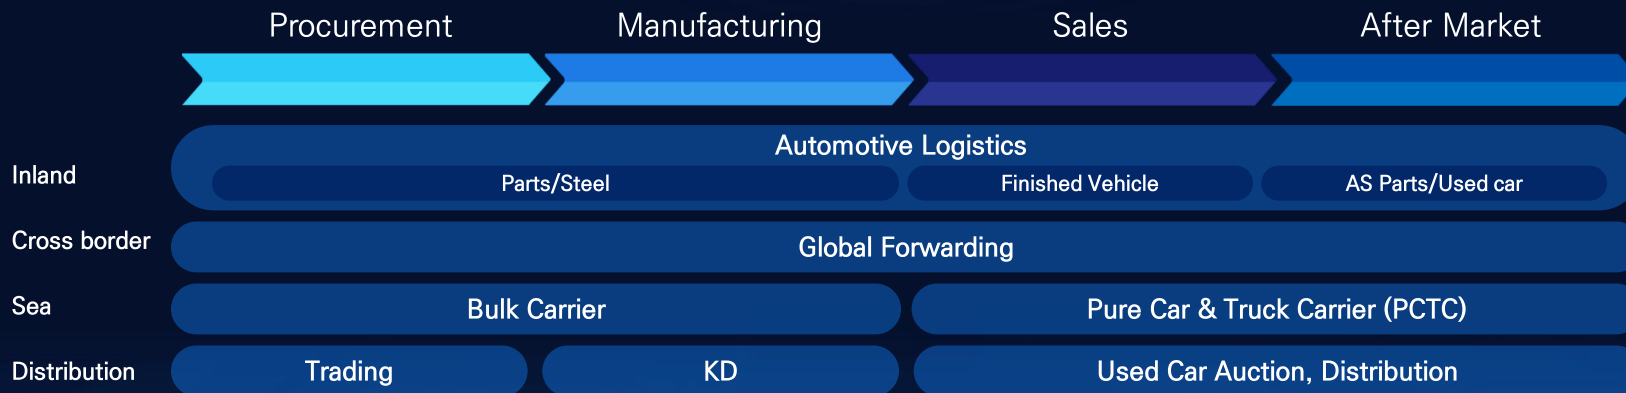 Procurement Manufacturing Sales After Market
Automotive Logistics
Inland Parts/Steel Finished Vehicle AS Parts/Used car
Cross border Global Forwarding
Sea Bulk Carrier Pure Car & Truck Carrier (PCTC)
Distribution Trading KD Used Car Auction, Distribution